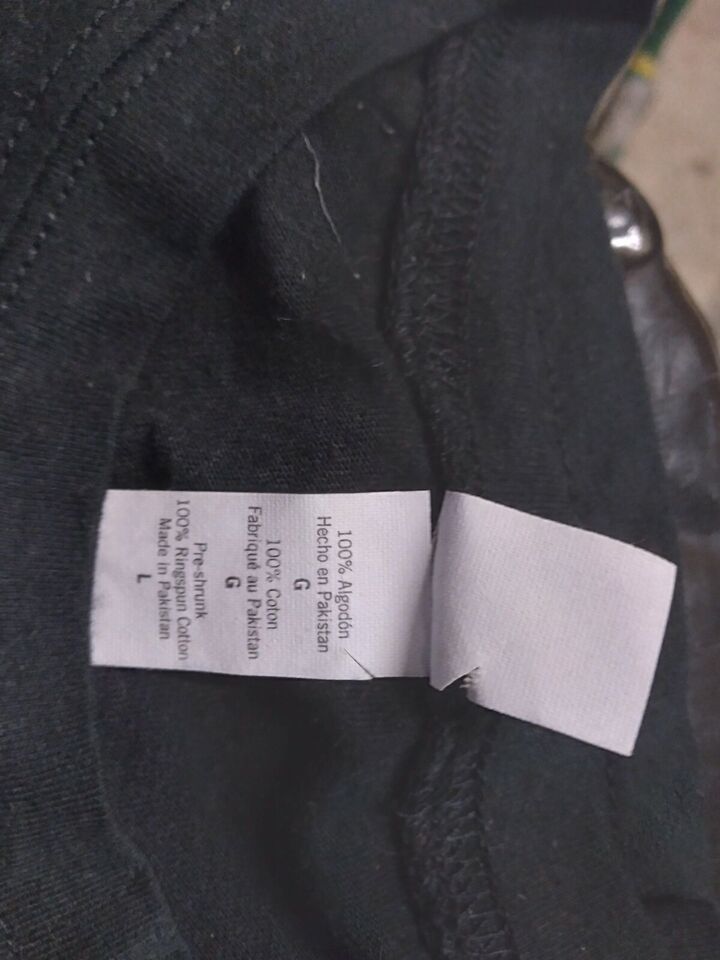 100% Algodón
Hecho en Pakistan
G
100% Coton
Fabriqué au Pakistan
G
Pre-shrunk
100% Ringspun Cotton
Made in Pakistan
L